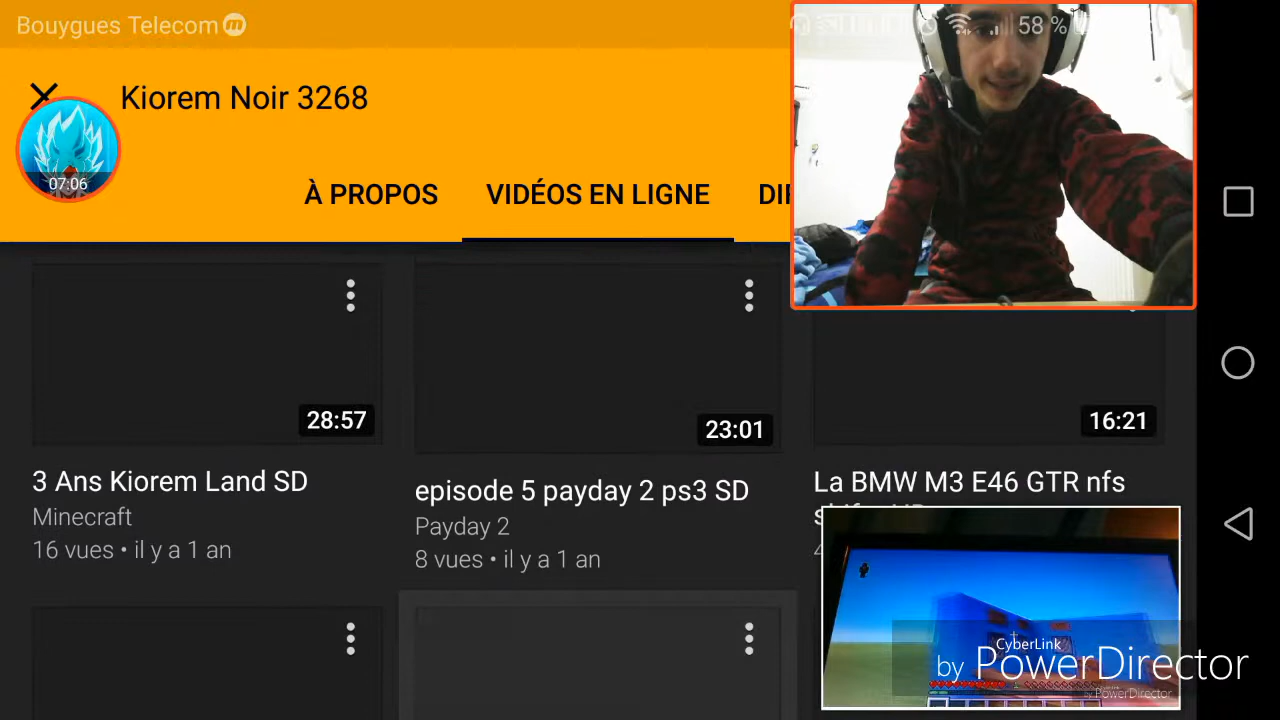 Bouygues Telecom
58 %
Kiorem Noir 3268
07:06
À PROPOS
VIDÉOS EN LIGNE
28:57
23:01
16:21
3 Ans Kiorem Land SD
Minecraft
16 vues • il y a 1 an
episode 5 payday 2 ps3 SD
Payday 2
8 vues • il y a 1 an
La BMW M3 E46 GTR nfs
CyberLink
by PowerDirector
by PowerDirector